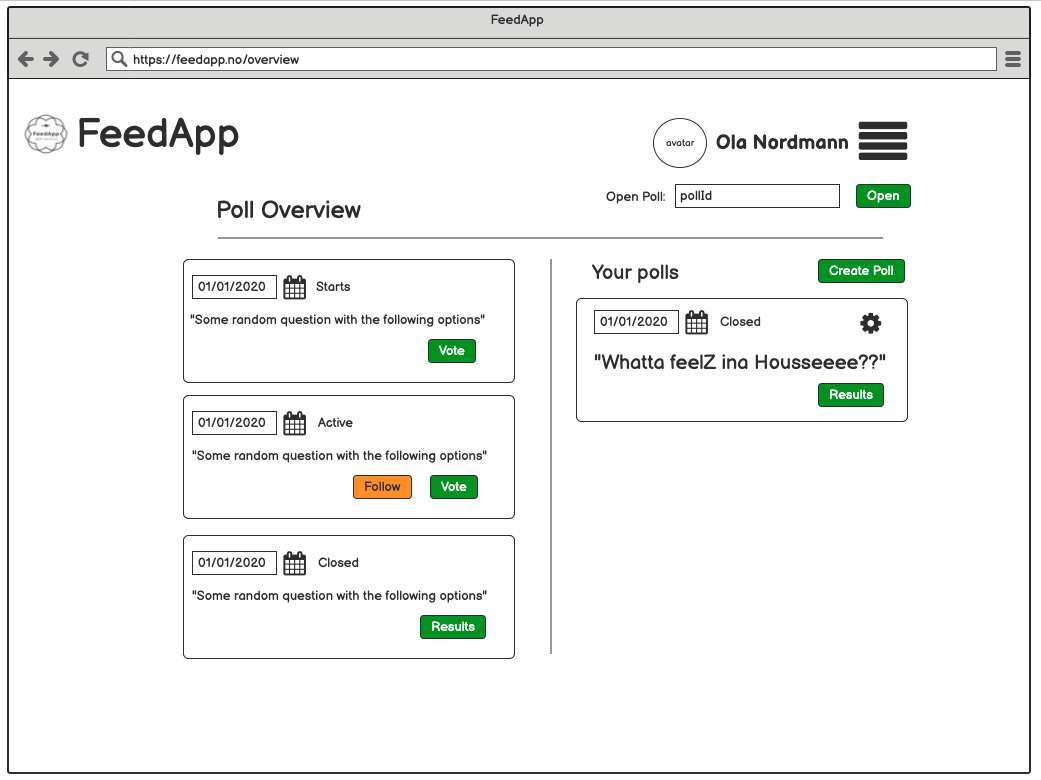 FeedApp
https://feedapp.no/overview
FeedApp
FeedApp
avatar
Ola Nordmann
Open Poll:
pollId
Open
Poll Overview
01/01/2020
Starts
"Some random question with the following options"
Vote
01/01/2020
Active
"Some random question with the following options"
Follow
Vote
01/01/2020
Closed
"Some random question with the following options"
Results
Your polls
Create Poll
01/01/2020
Closed
"Whatta feelZ ina Housseeee??"
Results